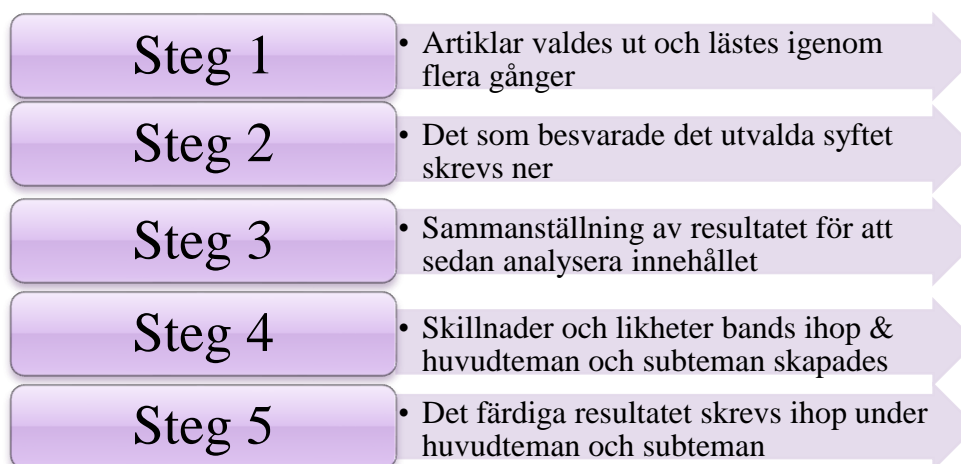 Steg 1
• Artiklar valdes ut och lästes igenom
flera gånger
Steg 2
• Det som besvarade det utvalda syftet
skrevs ner
Steg 3
• Sammanställning av resultatet för att
sedan analysera innehållet
Steg 4
• Skillnader och likheter bands ihop &
huvudteman och subteman skapades
Steg 5
• Det färdiga resultatet skrevs ihop under
huvudteman och subteman